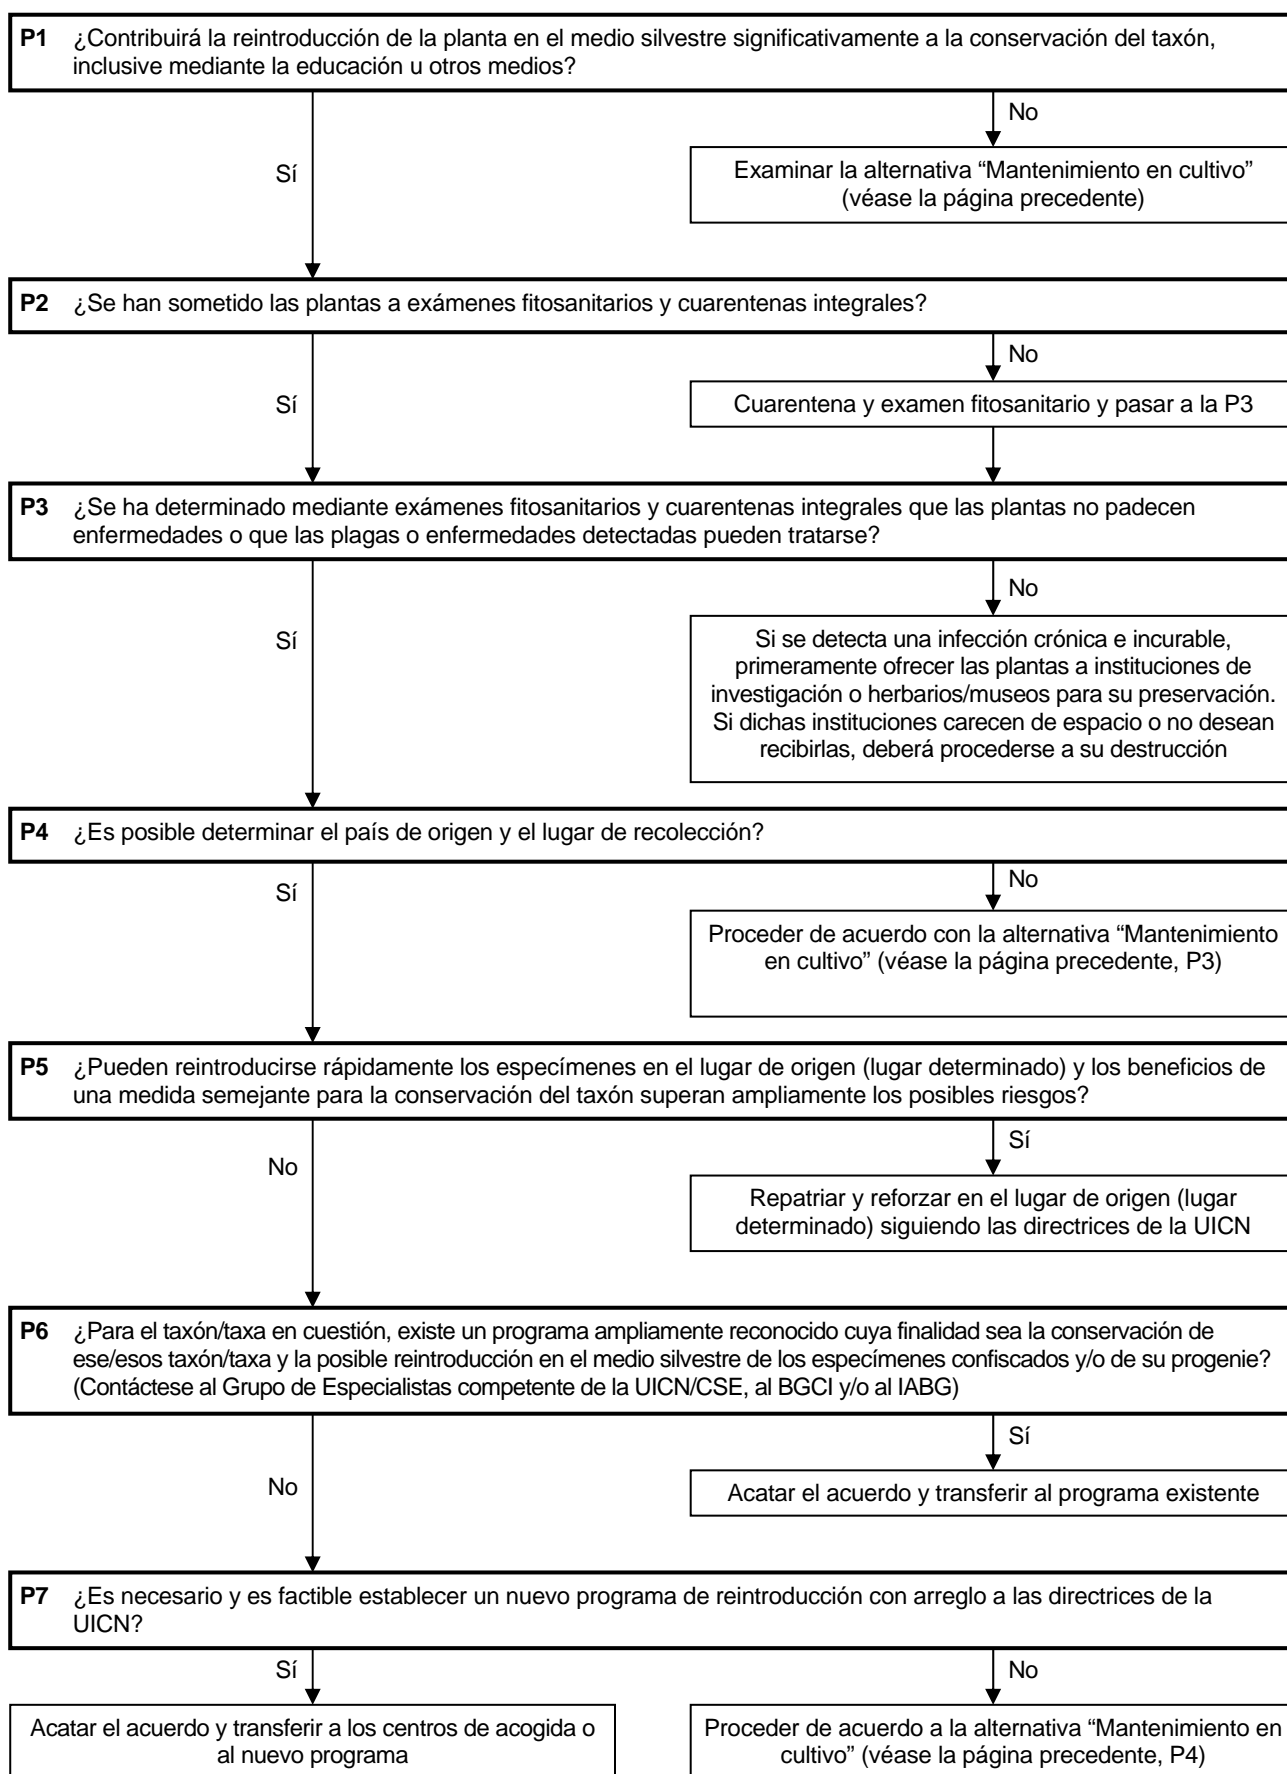 P1 ¿Contribuirá la reintroducción de la planta en el medio silvestre significativamente a la conservación del taxón,
inclusive mediante la educación u otros medios?
No
Sí
Examinar la alternativa “Mantenimiento en cultivo”
(véase la página precedente)
P2 ¿Se han sometido las plantas a exámenes fitosanitarios y cuarentenas integrales?
No
Sí
Cuarentena y examen fitosanitario y pasar a la P3
P3 ¿Se ha determinado mediante exámenes fitosanitarios y cuarentenas integrales que las plantas no padecen
enfermedades o que las plagas o enfermedades detectadas pueden tratarse?
No
Sí
Si se detecta una infección crónica e incurable,
primeramente ofrecer las plantas a instituciones de
investigación o herbarios/museos para su preservación.
Si dichas instituciones carecen de espacio o no desean
recibirlas, deberá procederse a su destrucción
P4 ¿Es posible determinar el país de origen y el lugar de recolección?
No
Sí
Proceder de acuerdo con la alternativa “Mantenimiento
en cultivo” (véase la página precedente, P3)
P5 ¿Pueden reintroducirse rápidamente los especímenes en el lugar de origen (lugar determinado) y los beneficios de
una medida semejante para la conservación del taxón superan ampliamente los posibles riesgos?
Sí
No
Repatriar y reforzar en el lugar de origen (lugar
determinado) siguiendo las directrices de la UICN
P6 ¿Para el taxón/taxa en cuestión, existe un programa ampliamente reconocido cuya finalidad sea la conservación de
ese/esos taxón/taxa y la posible reintroducción en el medio silvestre de los especímenes confiscados y/o de su progenie?
(Contáctese al Grupo de Especialistas competente de la UICN/CSE, al BGCI y/o al IABG)
Sí
No
Acatar el acuerdo y transferir al programa existente
P7 ¿Es necesario y es factible establecer un nuevo programa de reintroducción con arreglo a las directrices de la
UICN?
Sí
No
Acatar el acuerdo y transferir a los centros de acogida o
al nuevo programa
Proceder de acuerdo a la alternativa “Mantenimiento en
cultivo” (véase la página precedente, P4)